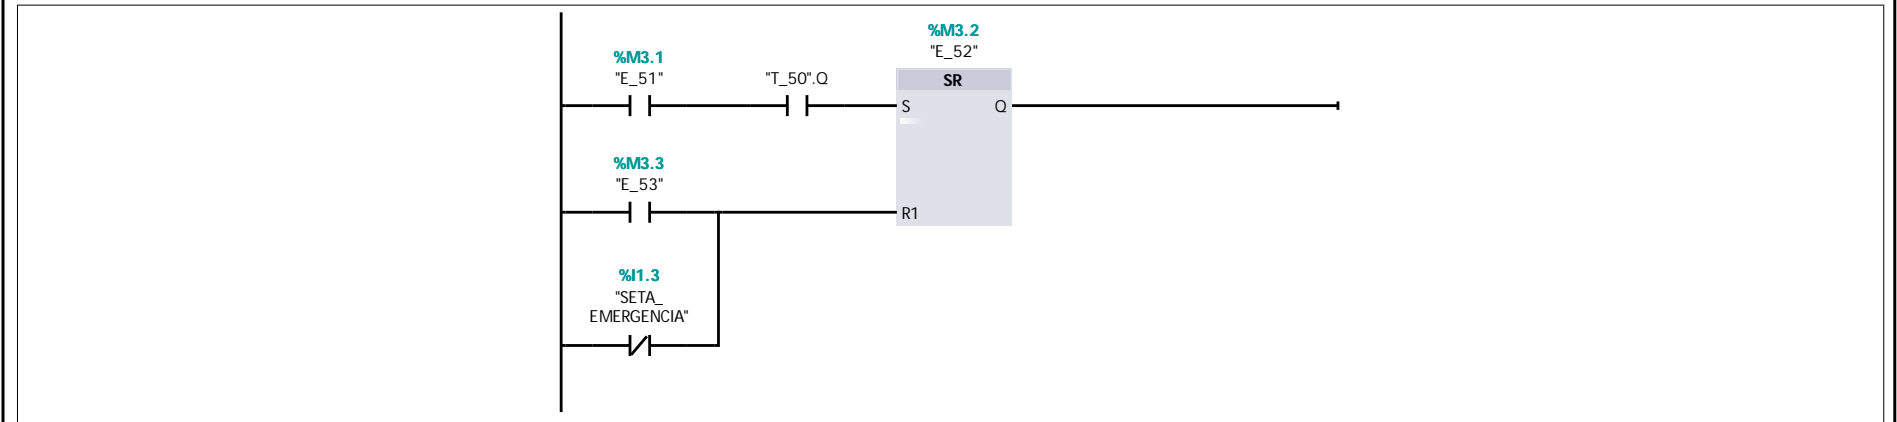 %M3.2
"E_52"
%M3.1
"E_51"
"T_50".Q
SR
S
Q
%M3.3
"E_53"
R1
%I1.3
"SETA_
EMERGENCIA"